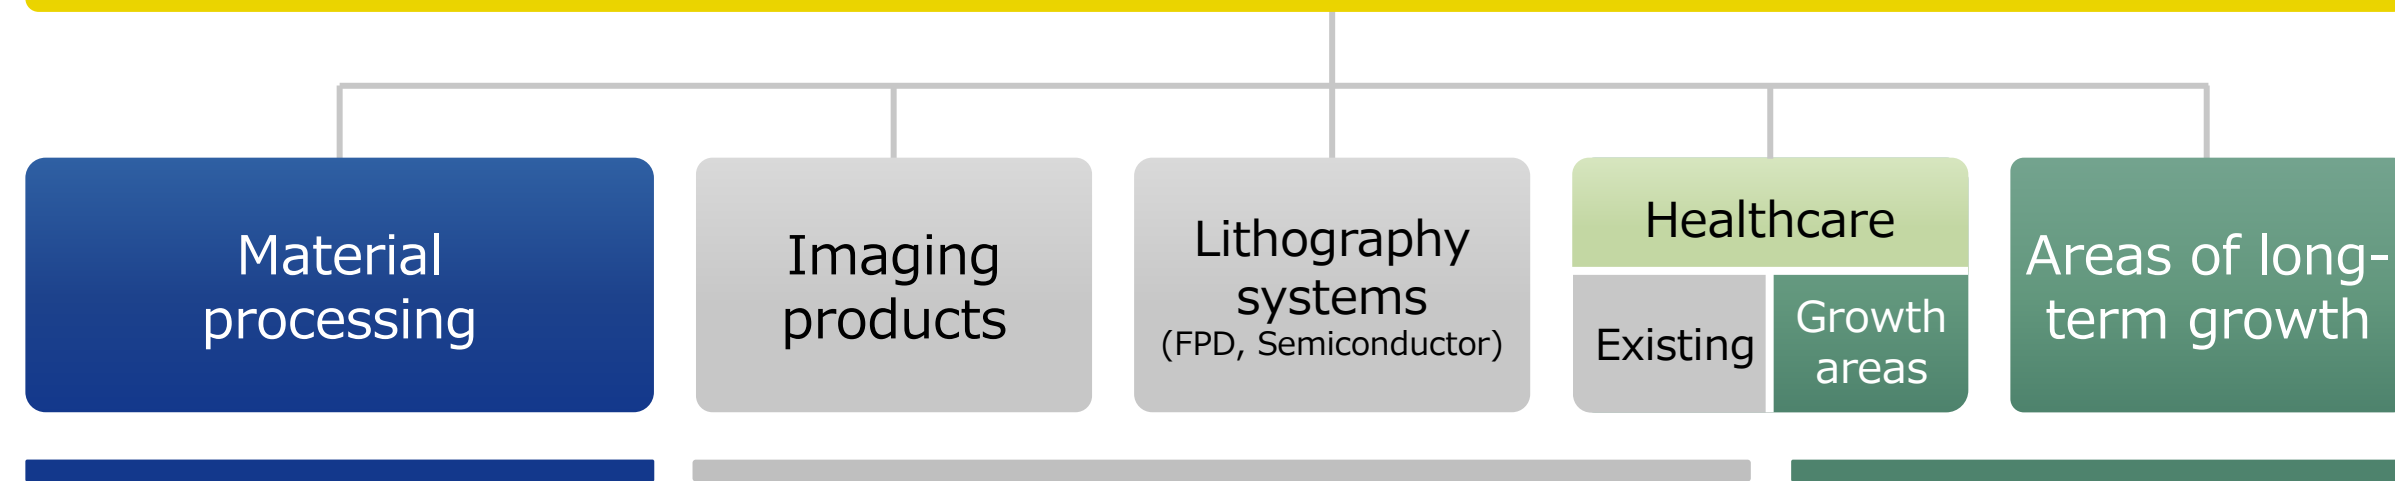 Material
processing
Imaging
products
Lithography
systems
(FPD, Semiconductor)
Healthcare
Existing
Growth
areas
Areas of long-
term growth